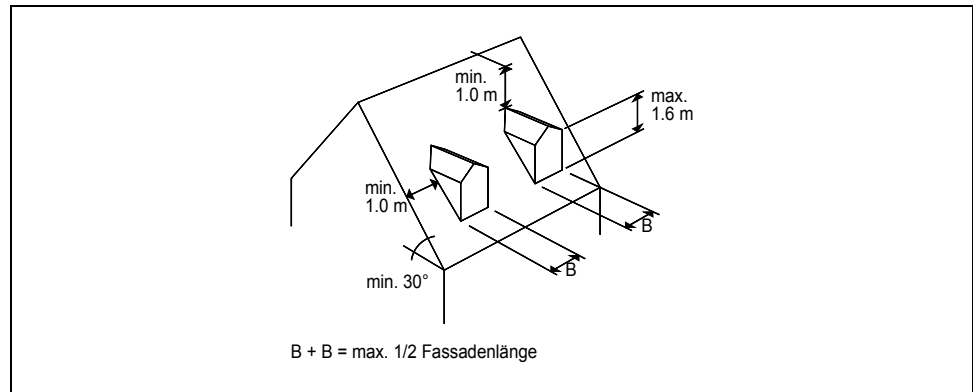 min.
1.0 m
max.
1.6 m
min.
1.0 m
B
B
min. 30°
B + B = max. 1/2 Fassadenlänge